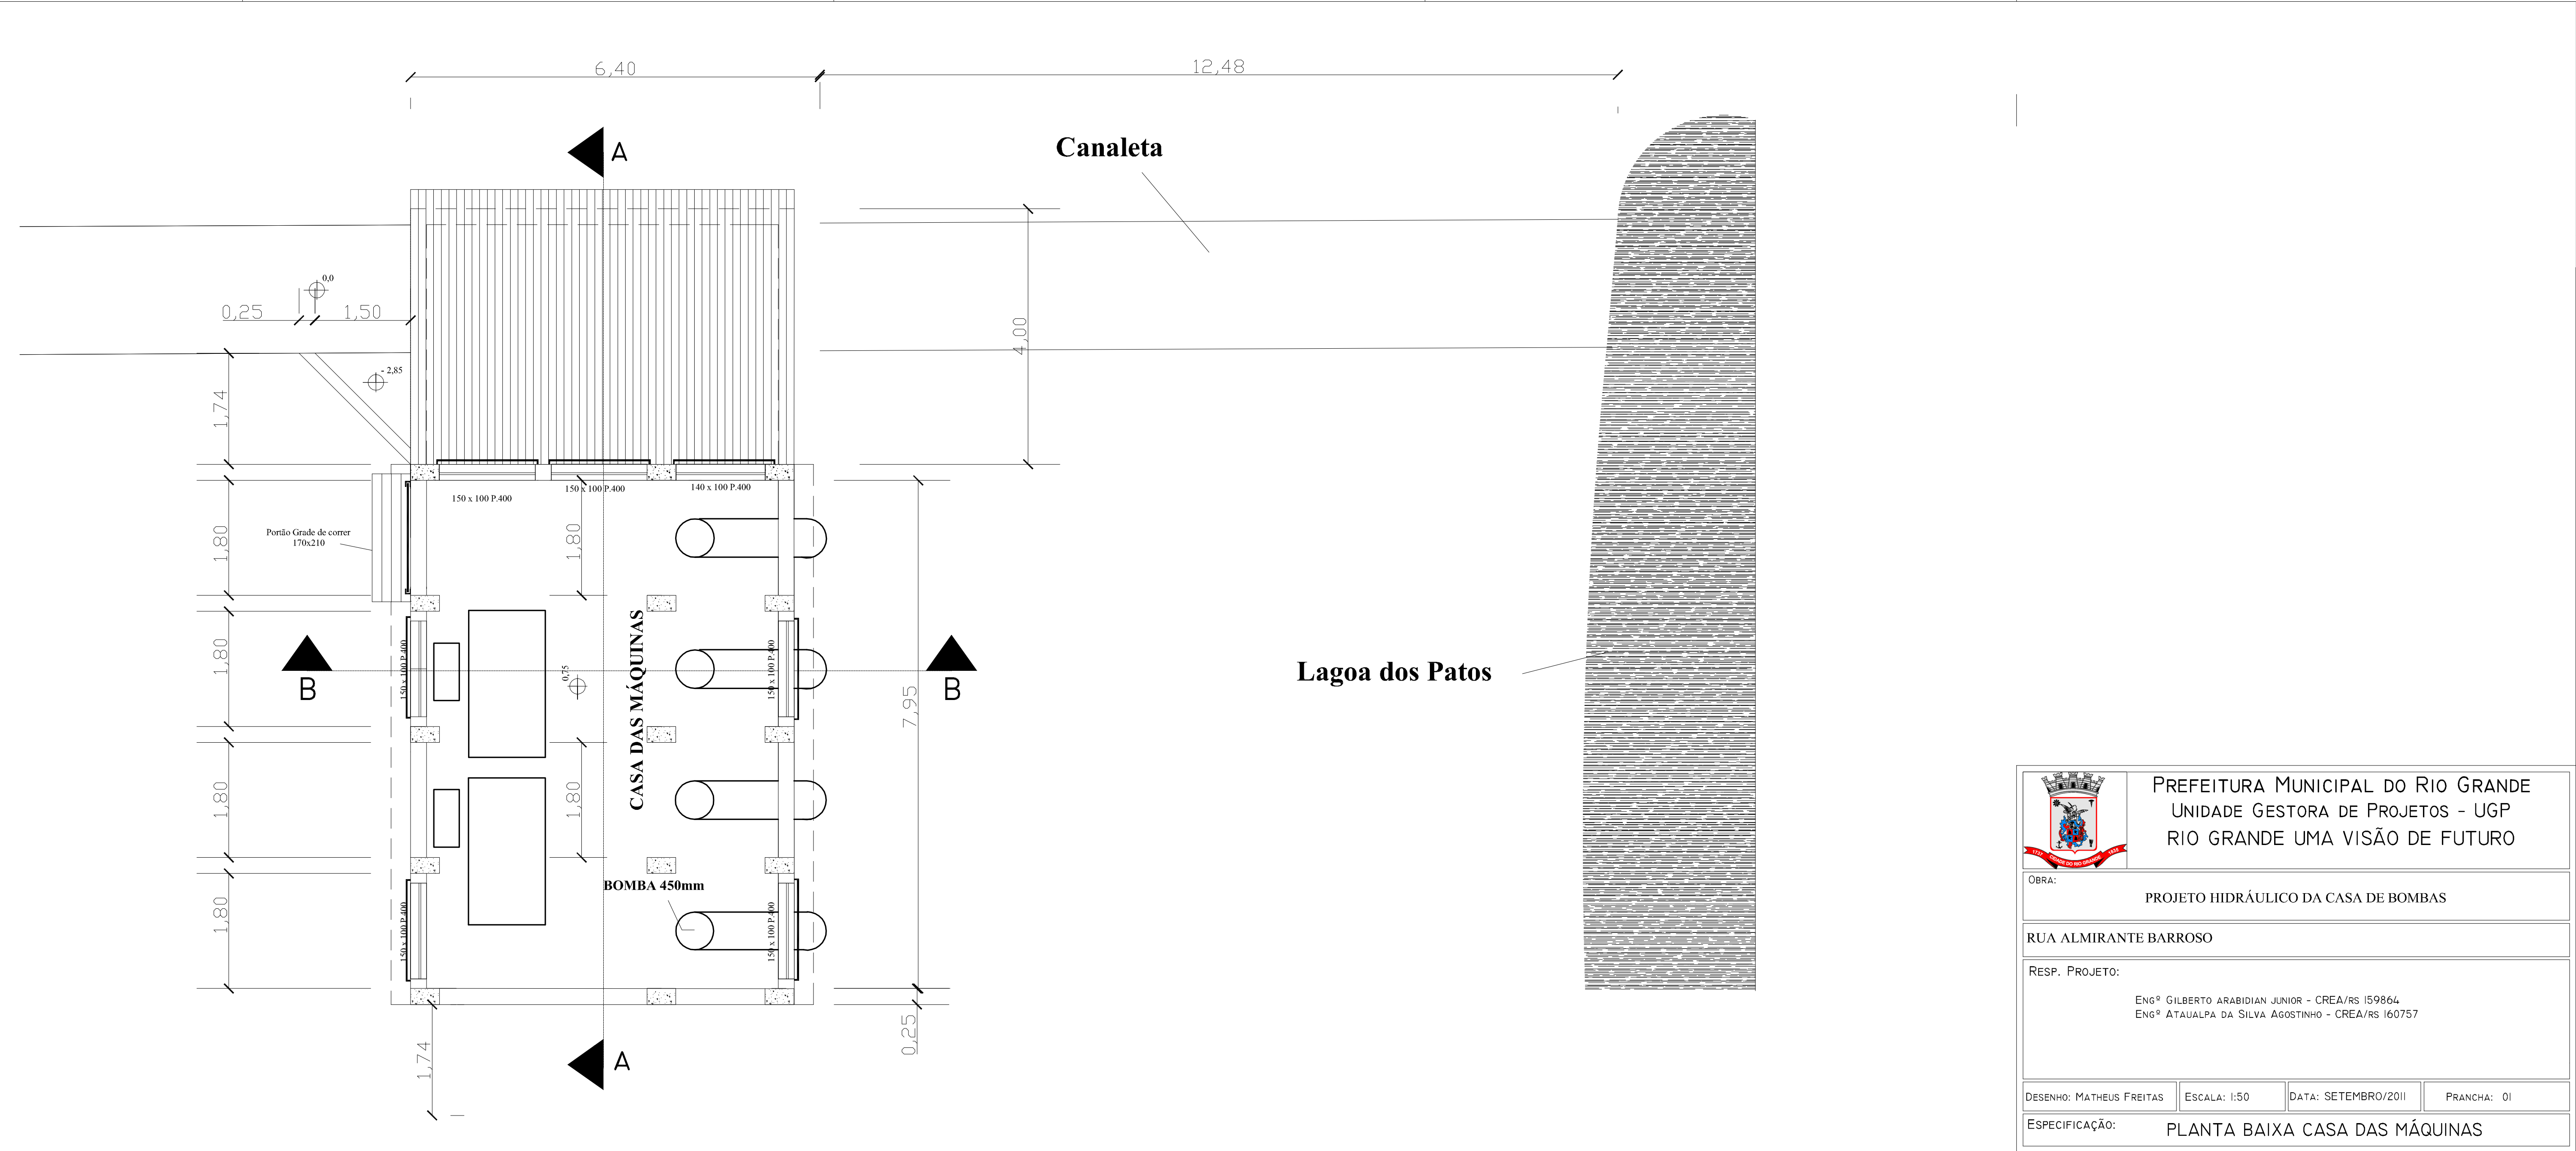 6,40
12,48
A
Canaleta
0,0
0,25
1,50
4,00
- 2,85
1,74
150 x 100 P.400
150 x 100 P.400
140 x 100 P.400
Portão Grade de correr
170x210
1,80
1,80
1,80
150 x 100 P.400
0,75
CASA DAS MÁQUINAS
150 x 100 P.400
B
B
7,95
Lagoa dos Patos
1,80
1,80
BOMBA 450mm
1,80
150 x 100 P.400
150 x 100 P.400
0,25
1,74
A
PREFEITURA MUNICIPAL DO RIO GRANDE
UNIDADE GESTORA DE PROJETOS - UGP
RIO GRANDE UMA VISÃO DE FUTURO
1737 CIDADE DO RIO GRANDE 1835
OBRA:
PROJETO HIDRÁULICO DA CASA DE BOMBAS
RUA ALMIRANTE BARROSO
RESP. PROJETO:
ENGº GILBERTO ARABIDIAN JUNIOR - CREA/RS 159864
ENGº ATAUALPA DA SILVA AGOSTINHO - CREA/RS 160757
DESENHO: MATHEUS FREITAS
ESCALA: 1:50
DATA: SETEMBRO/2011
PRANCHA: 01
ESPECIFICAÇÃO:
PLANTA BAIXA CASA DAS MÁQUINAS